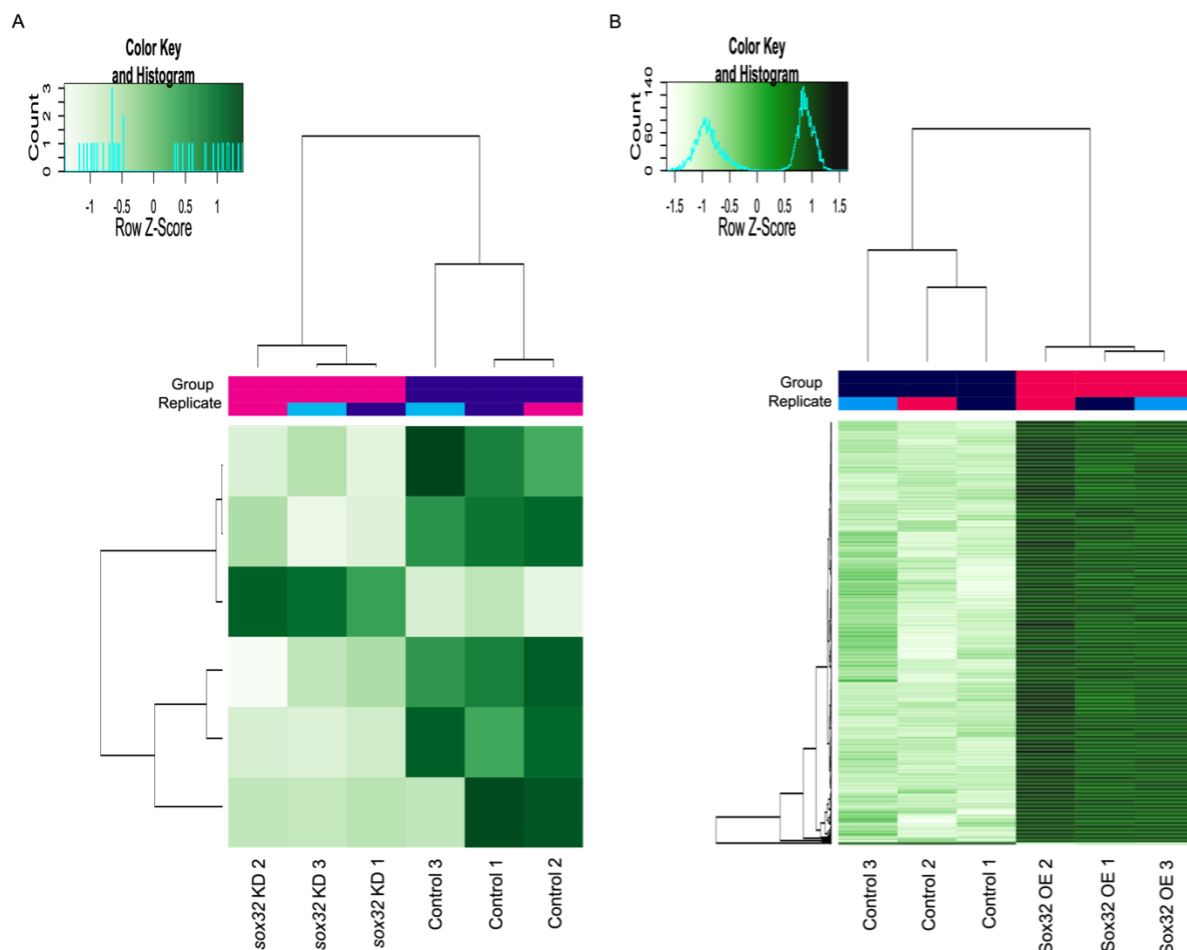 A
Color Key
and Histogram
Count
0 1 2 3
-1 -0.5 0 0.5 1
Row Z-Score
Group
Replicate
sox32 KD 2
sox32 KD 3
sox32 KD 1
Control 3
Control 1
Control 2
B
Color Key
and Histogram
Count
0 60 140
-1.5 -1 -0.5 0 0.5 1 1.5
Row Z-Score
Group
Replicate
Control 3
Control 2
Control 1
Sox32 OE 2
Sox32 OE 1
Sox32 OE 3